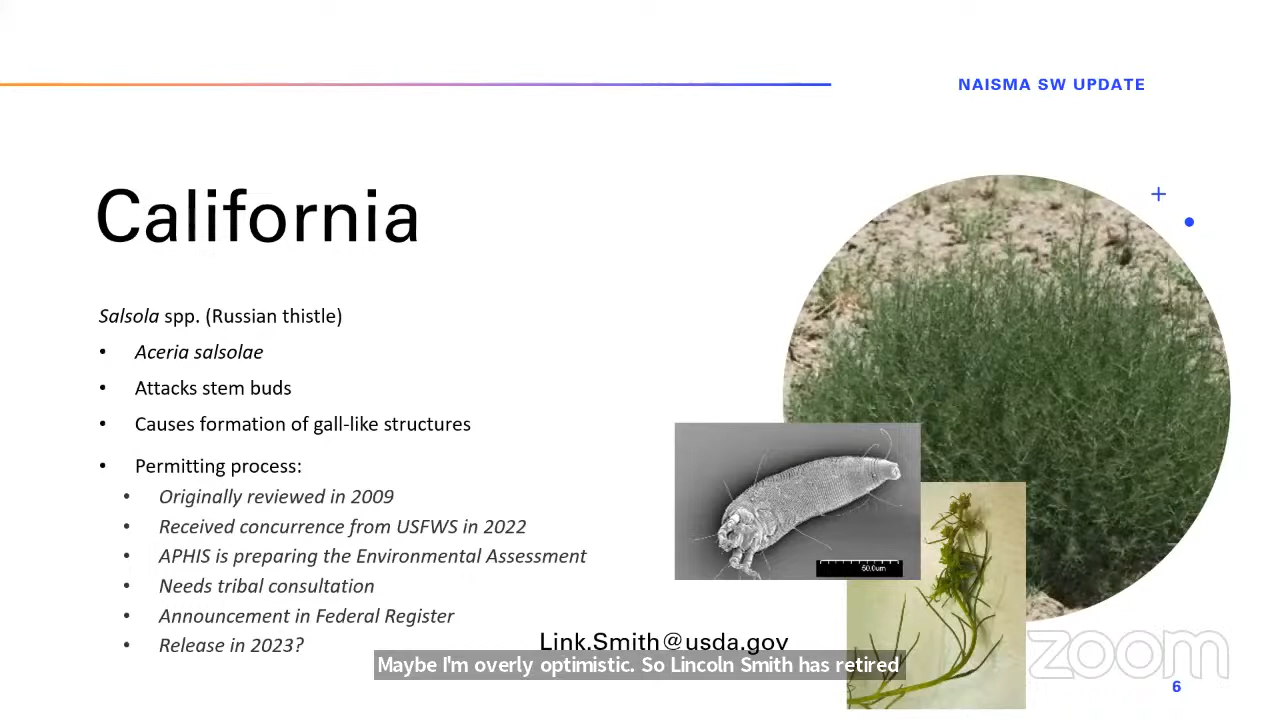 NAISMA SW UPDATE
California
Salsola spp. (Russian thistle)
• Aceria salsolae
• Attacks stem buds
• Causes formation of gall-like structures
• Permitting process:
• Originally reviewed in 2009
• Received concurrence from USFWS in 2022
• APHIS is preparing the Environmental Assessment
• Needs tribal consultation
• Announcement in Federal Register
• Release in 2023?
50.0um
Link.Smith@usda.gov
Maybe I'm overly optimistic. So Lincoln Smith has retired
zoom
6